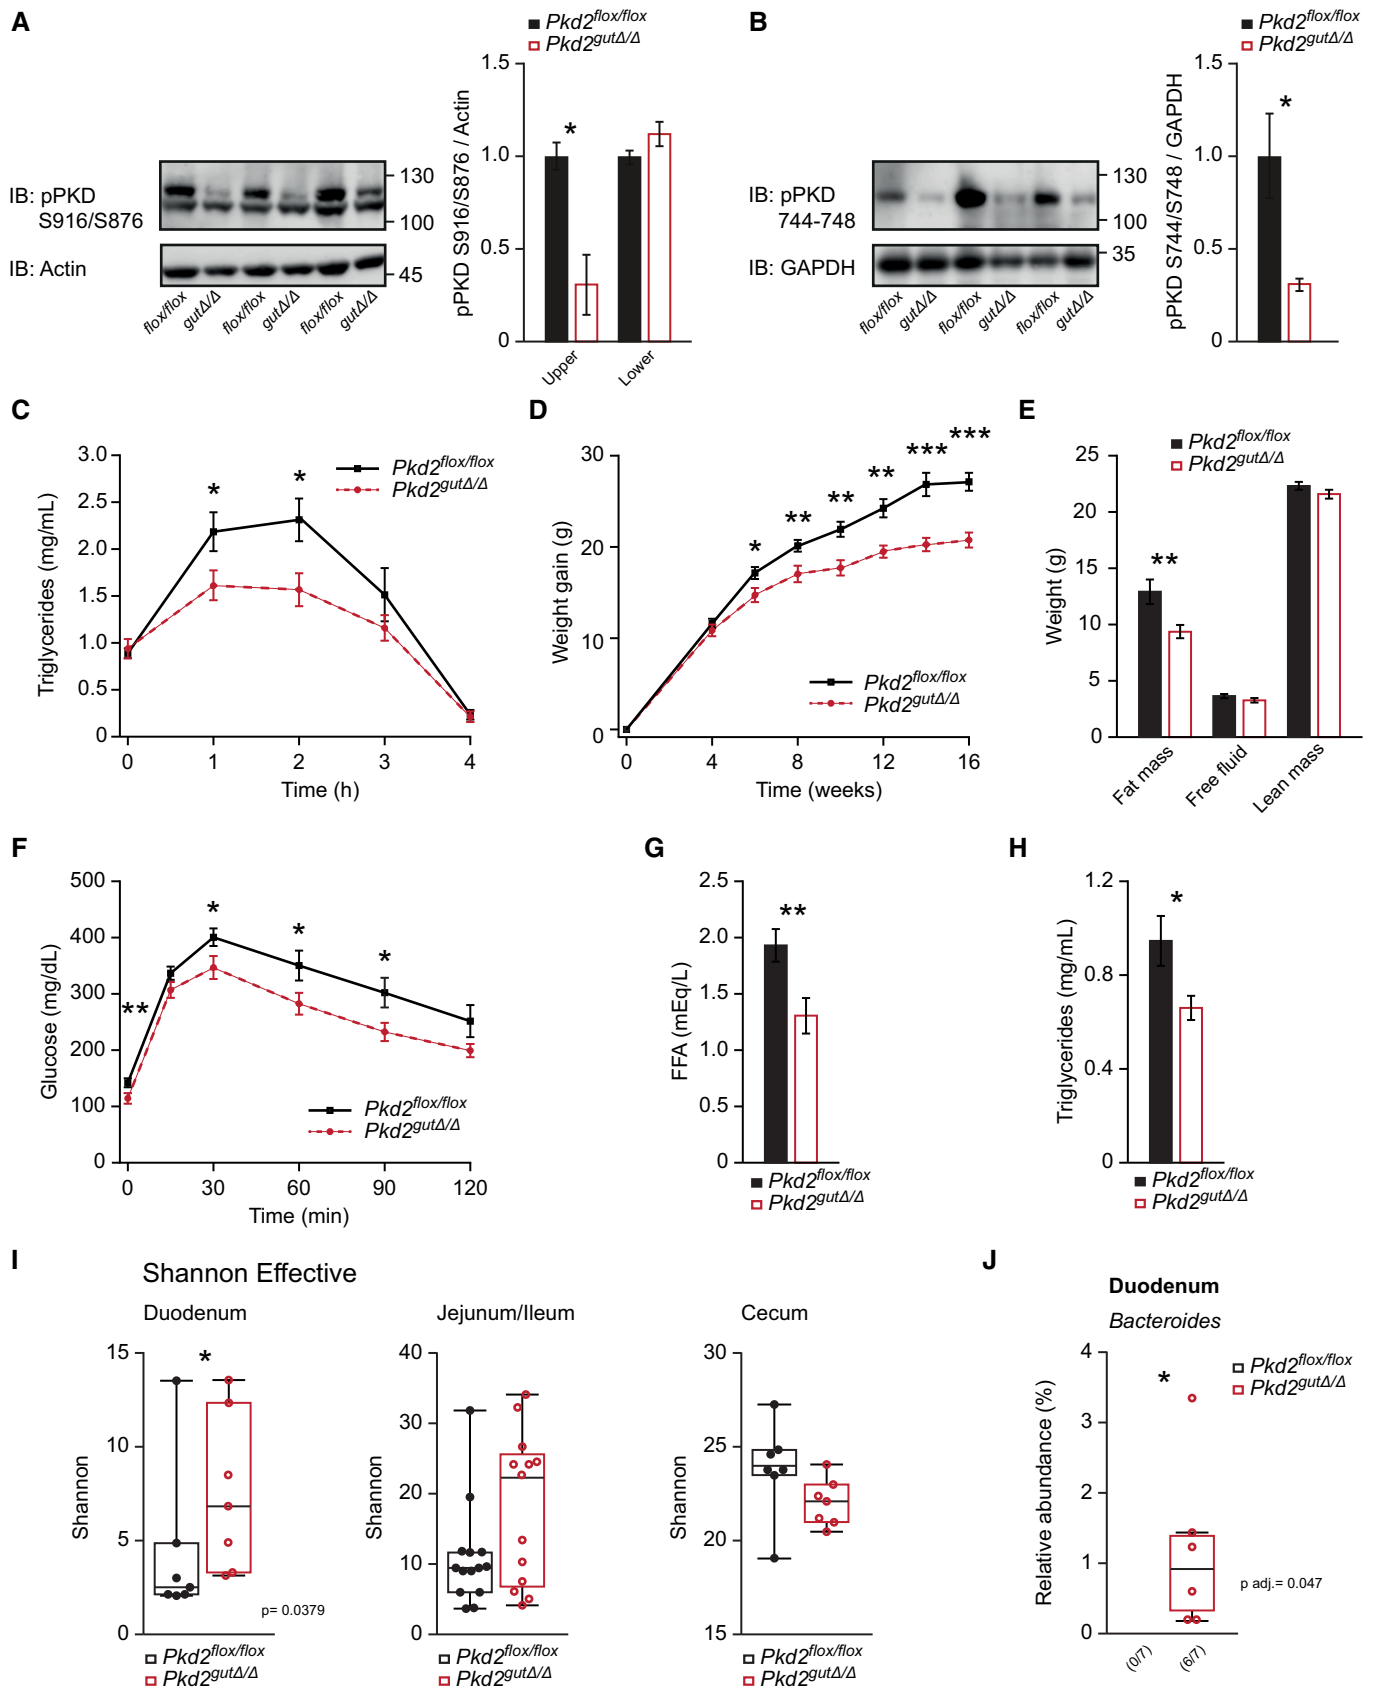 A
Pkd2flox/flox
Pkd2gutΔ/Δ
IB: pPKD
S916/S876
130
100
IB: Actin
45
flox/flox
gutΔ/Δ
flox/flox
gutΔ/Δ
flox/flox
gutΔ/Δ
pPKD S916/S876 / Actin
1.5
1.0
0.5
0
*
Upper
Lower
B
Pkd2flox/flox
Pkd2gutΔ/Δ
IB: pPKD
744-748
130
100
IB: GAPDH
35
flox/flox
gutΔ/Δ
flox/flox
gutΔ/Δ
flox/flox
gutΔ/Δ
pPKD S744/S748 / GAPDH
1.5
1.0
0.5
0
*
C
Triglycerides (mg/mL)
3.0
2.5
2.0
1.5
1.0
0.5
0
* *
Pkd2flox/flox
Pkd2gutΔ/Δ
0 1 2 3 4
Time (h)
D
Weight gain (g)
30
20
10
0
* ** ** ** *** ***
Pkd2flox/flox
Pkd2gutΔ/Δ
0 4 8 12 16
Time (weeks)
E
Pkd2flox/flox
Pkd2gutΔ/Δ
Weight (g)
25
20
15
10
5
0
**
Fat mass
Free fluid
Lean mass
F
Glucose (mg/dL)
500
400
300
200
100
0
** * * *
Pkd2flox/flox
Pkd2gutΔ/Δ
0 30 60 90 120
Time (min)
G
FFA (mEq/L)
2.5
2.0
1.5
1.0
0.5
0
**
Pkd2flox/flox
Pkd2gutΔ/Δ
H
Triglycerides (mg/mL)
1.2
0.8
0.4
0
*
Pkd2flox/flox
Pkd2gutΔ/Δ
I
Shannon Effective
Duodenum
Shannon
15
10
5
0
*
p= 0.0379
Pkd2flox/flox
Pkd2gutΔ/Δ
Jejunum/Ileum
Shannon
40
30
20
10
0
Pkd2flox/flox
Pkd2gutΔ/Δ
Cecum
Shannon
30
25
20
15
Pkd2flox/flox
Pkd2gutΔ/Δ
J
Duodenum
Bacteroides
Relative abundance (%)
4
3
2
1
0
*
Pkd2flox/flox
Pkd2gutΔ/Δ
p adj.= 0.047
(0/7)
(6/7)